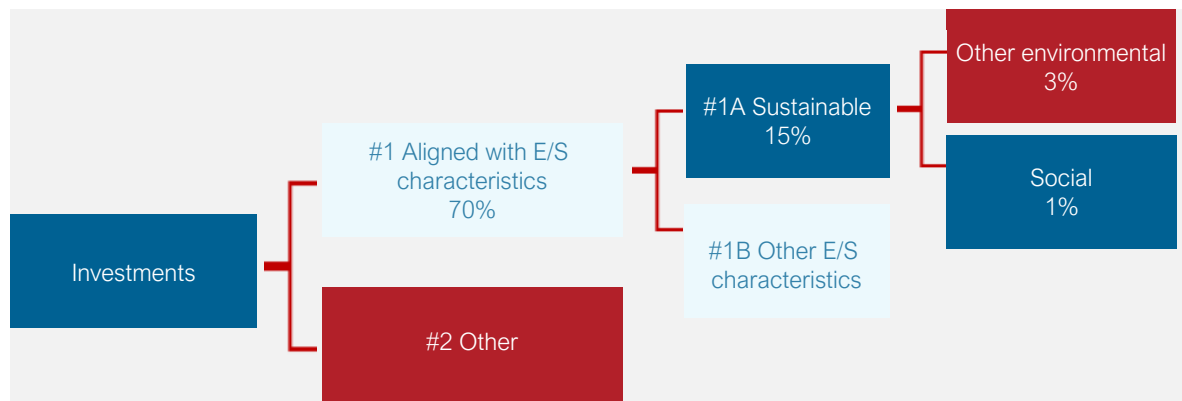 Investments
#1 Aligned with E/S
characteristics
70%
#2 Other
#1A Sustainable
15%
#1B Other E/S
characteristics
Other environmental
3%
Social
1%